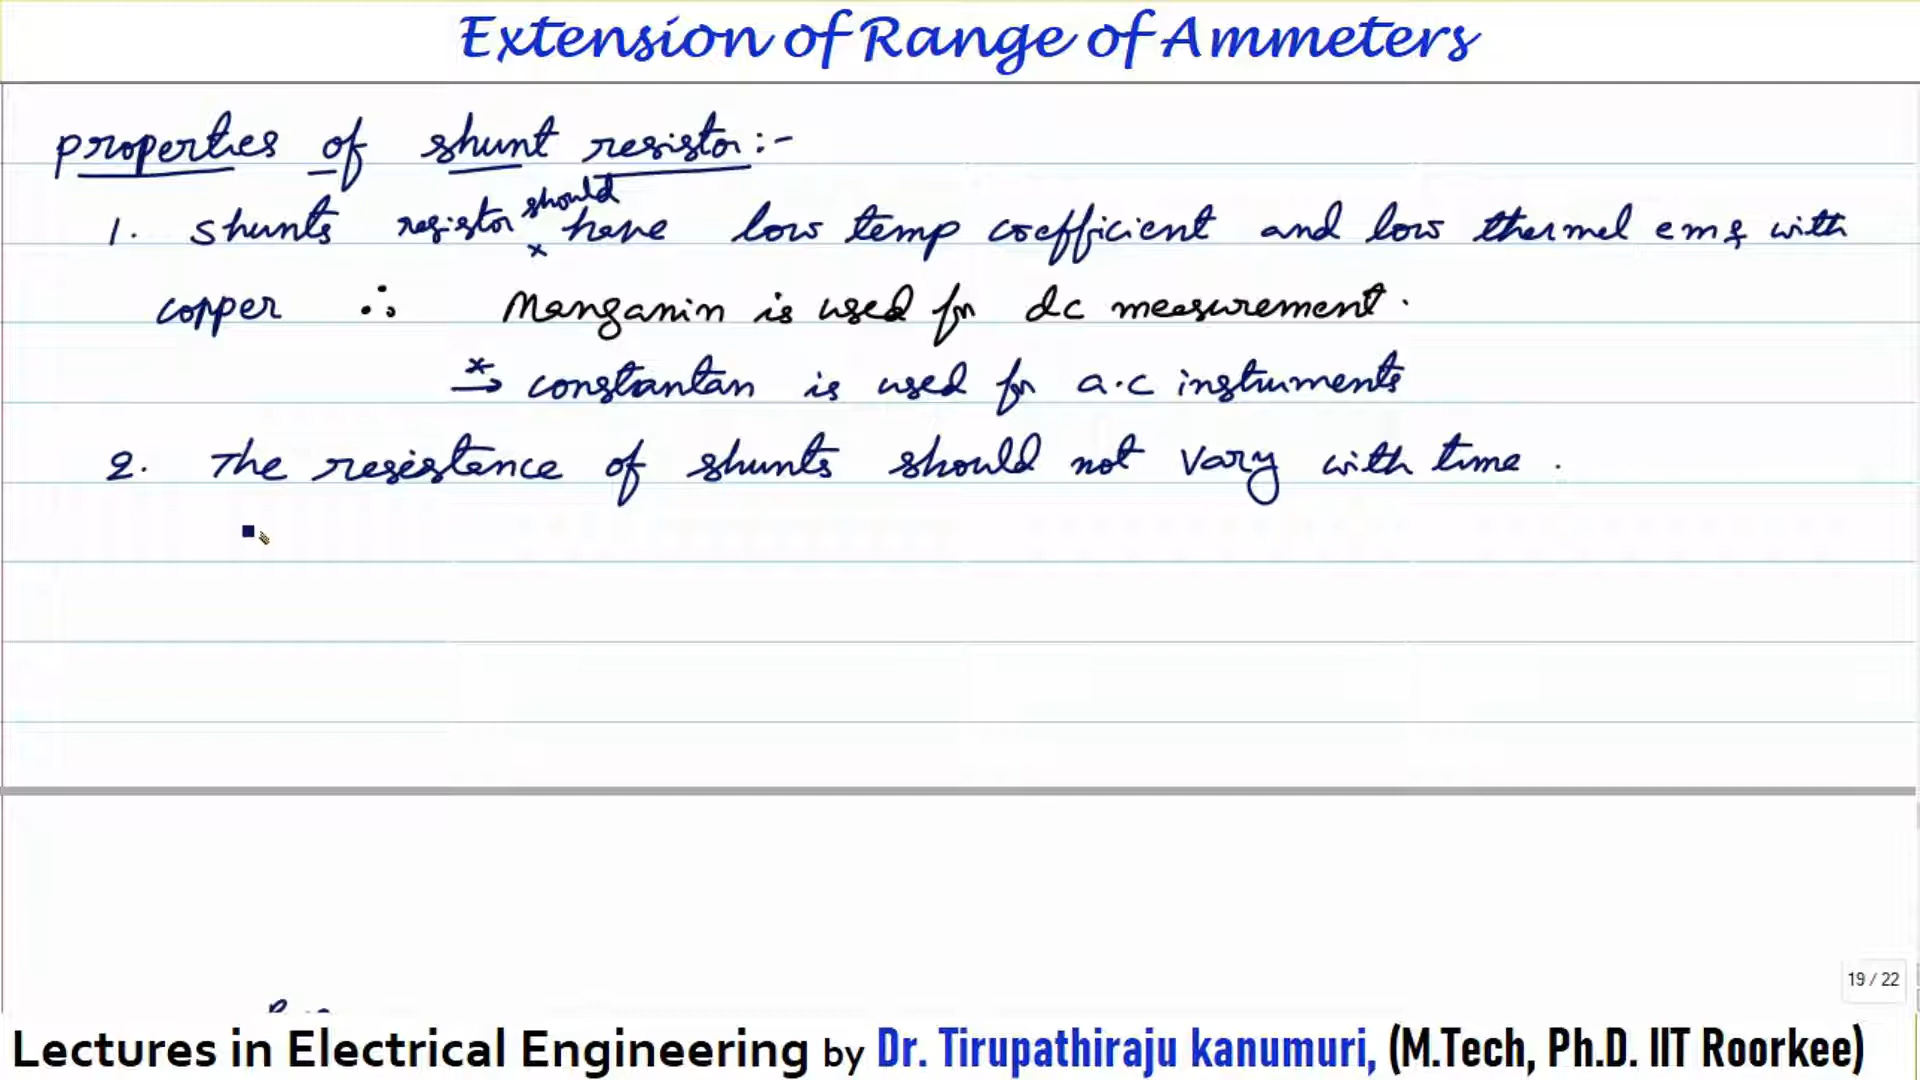 Extension of Range of Ammeters
properties of shunt resistor:-
1. shunts resistor should have low temp coefficient and low thermal emf with
copper ∴ Manganin is used for dc measurement.
* → constantan is used for a.c instruments
2. The resistance of shunts should not vary with time.
19 / 22
Lectures in Electrical Engineering by Dr. Tirupathiraju kanumuri, (M.Tech, Ph.D. IIT Roorkee)